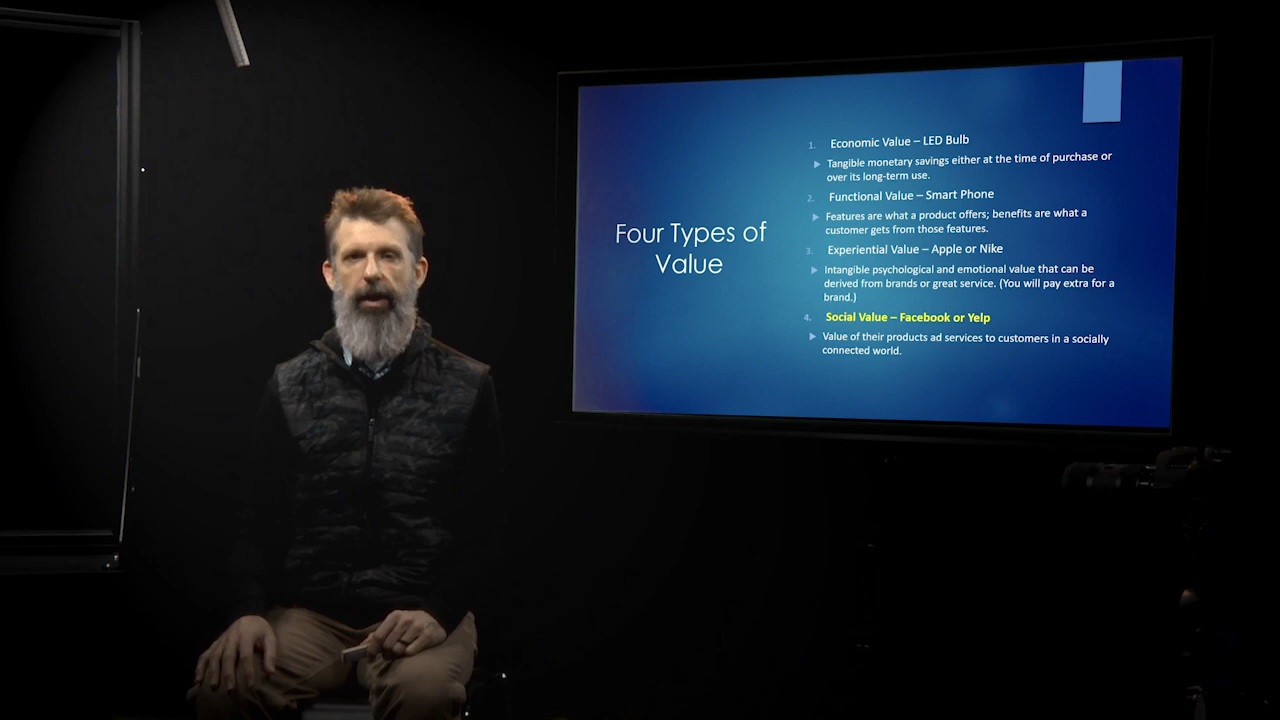 Four Types of
Value
1. Economic Value – LED Bulb
Tangible monetary savings either at the time of purchase or
over its long-term use.
2. Functional Value – Smart Phone
Features are what a product offers; benefits are what a
customer gets from those features.
3. Experiential Value – Apple or Nike
Intangible psychological and emotional value that can be
derived from brands or great service. (You will pay extra for a
brand.)
4. Social Value – Facebook or Yelp
Value of their products ad services to customers in a socially
connected world.